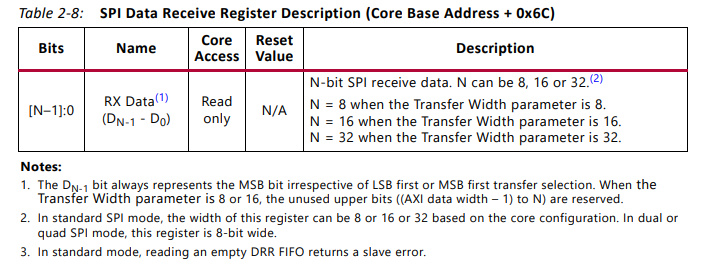 Table 2-8: SPI Data Receive Register Description (Core Base Address + 0x6C)
Bits Name Core Access Reset Value Description
[N–1]:0 RX Data(1) (DN-1 - D0) Read only N/A N-bit SPI receive data. N can be 8, 16 or 32.(2)
N = 8 when the Transfer Width parameter is 8.
N = 16 when the Transfer Width parameter is 16.
N = 32 when the Transfer Width parameter is 32.
Notes:
1. The DN-1 bit always represents the MSB bit irrespective of LSB first or MSB first transfer selection. When the
Transfer Width parameter is 8 or 16, the unused upper bits ((AXI data width – 1) to N) are reserved.
2. In standard SPI mode, the width of this register can be 8 or 16 or 32 based on the core configuration. In dual or
quad SPI mode, this register is 8-bit wide.
3. In standard mode, reading an empty DRR FIFO returns a slave error.